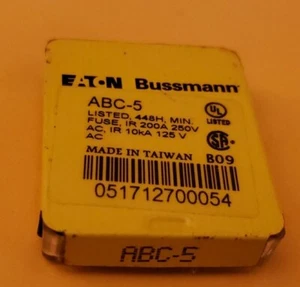 EATON Bussmann
ABC-5
LISTED, 448H, MIN.
FUSE, IR 200A 250V
AC, IR 10kA 125 V
AC
UL
LISTED
SA
MADE IN TAIWAN B09
051712700054
ABC-5